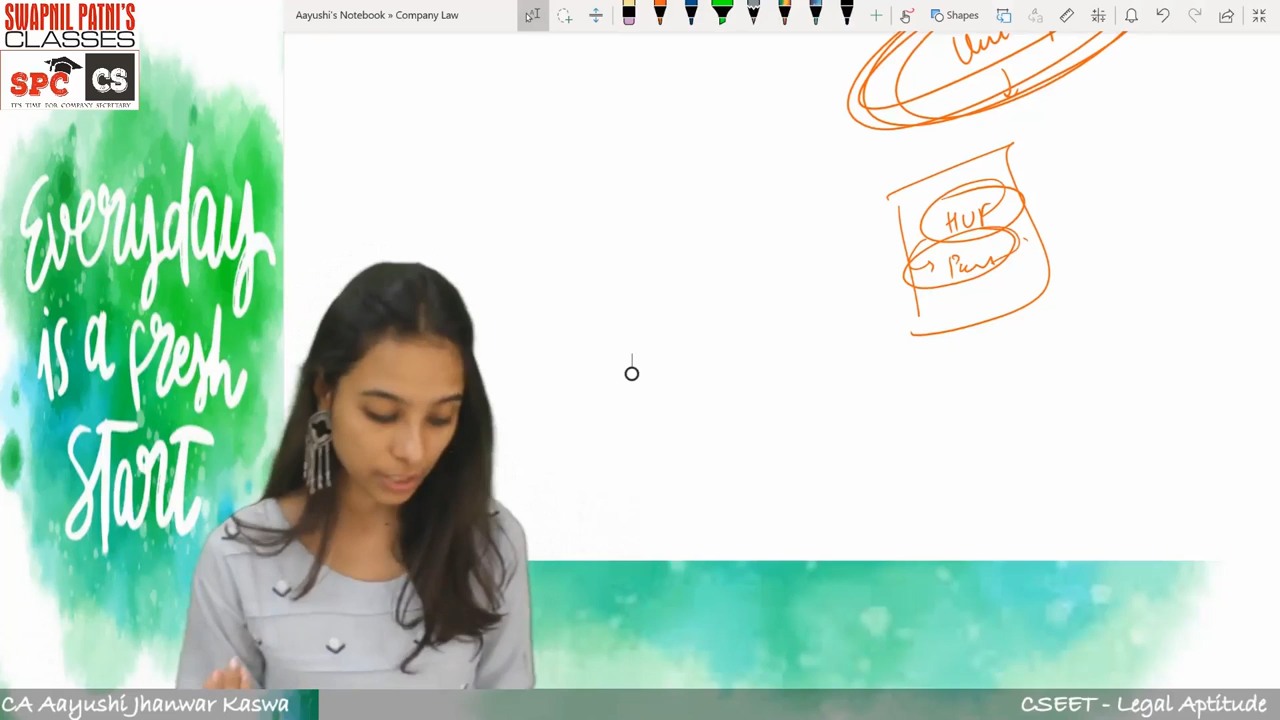 SWAPNIL PATNI'S
CLASSES
SPC CS
IT'S TIME FOR COMPANY SECRETARY
Aayushi's Notebook » Company Law
Shapes
HUF
Everyday
is a fresh
Start
CA Aayushi Jhanwar Kaswa
CSEET - Legal Aptitude